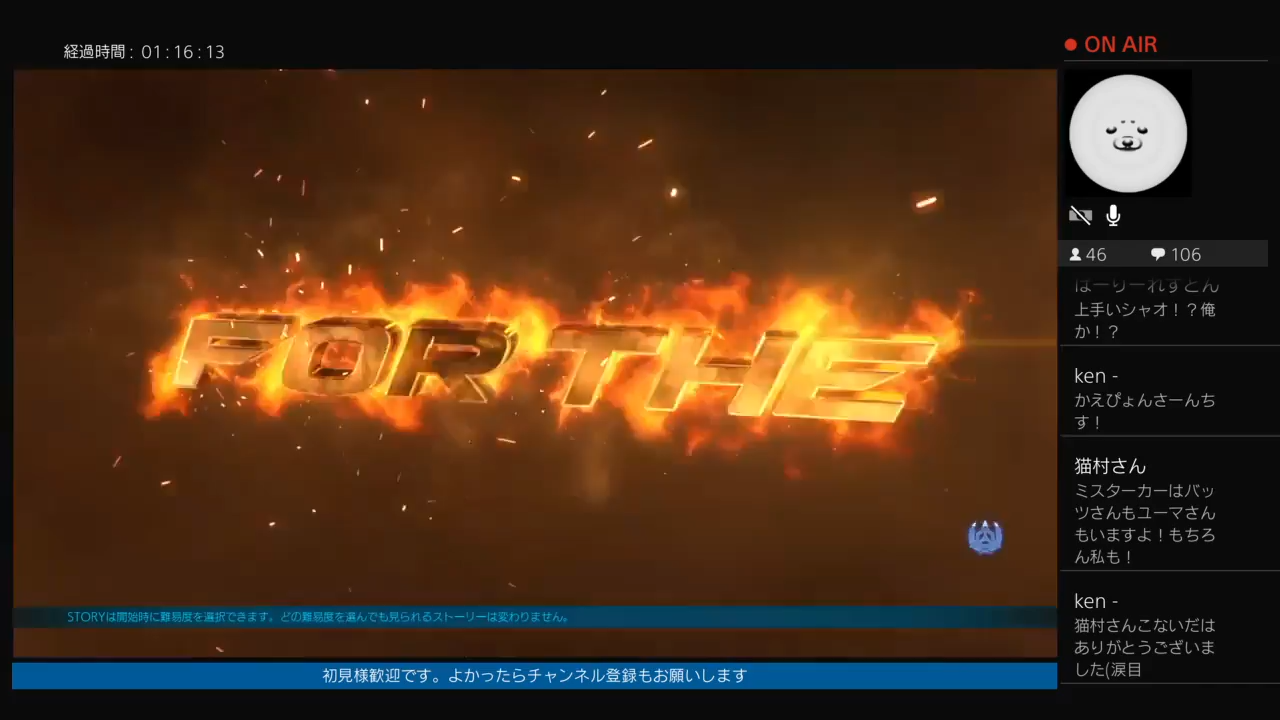 経過時間: 01:16:13
ON AIR
46
106
FOR THE
ばーりーれすとん
上手いシャオ!?俺
か!?
ken -
かえぴょんさーんち
す!
猫村さん
ミスターカーはバッ
ツさんもユーマさん
もいますよ!もちろ
ん私も!
ken -
猫村さんこないだは
ありがとうございま
した(涙目
STORYは開始時に難易度を選択できます。どの難易度を選んでも見られるストーリーは変わりません。
初見様歓迎です。よかったらチャンネル登録もお願いします